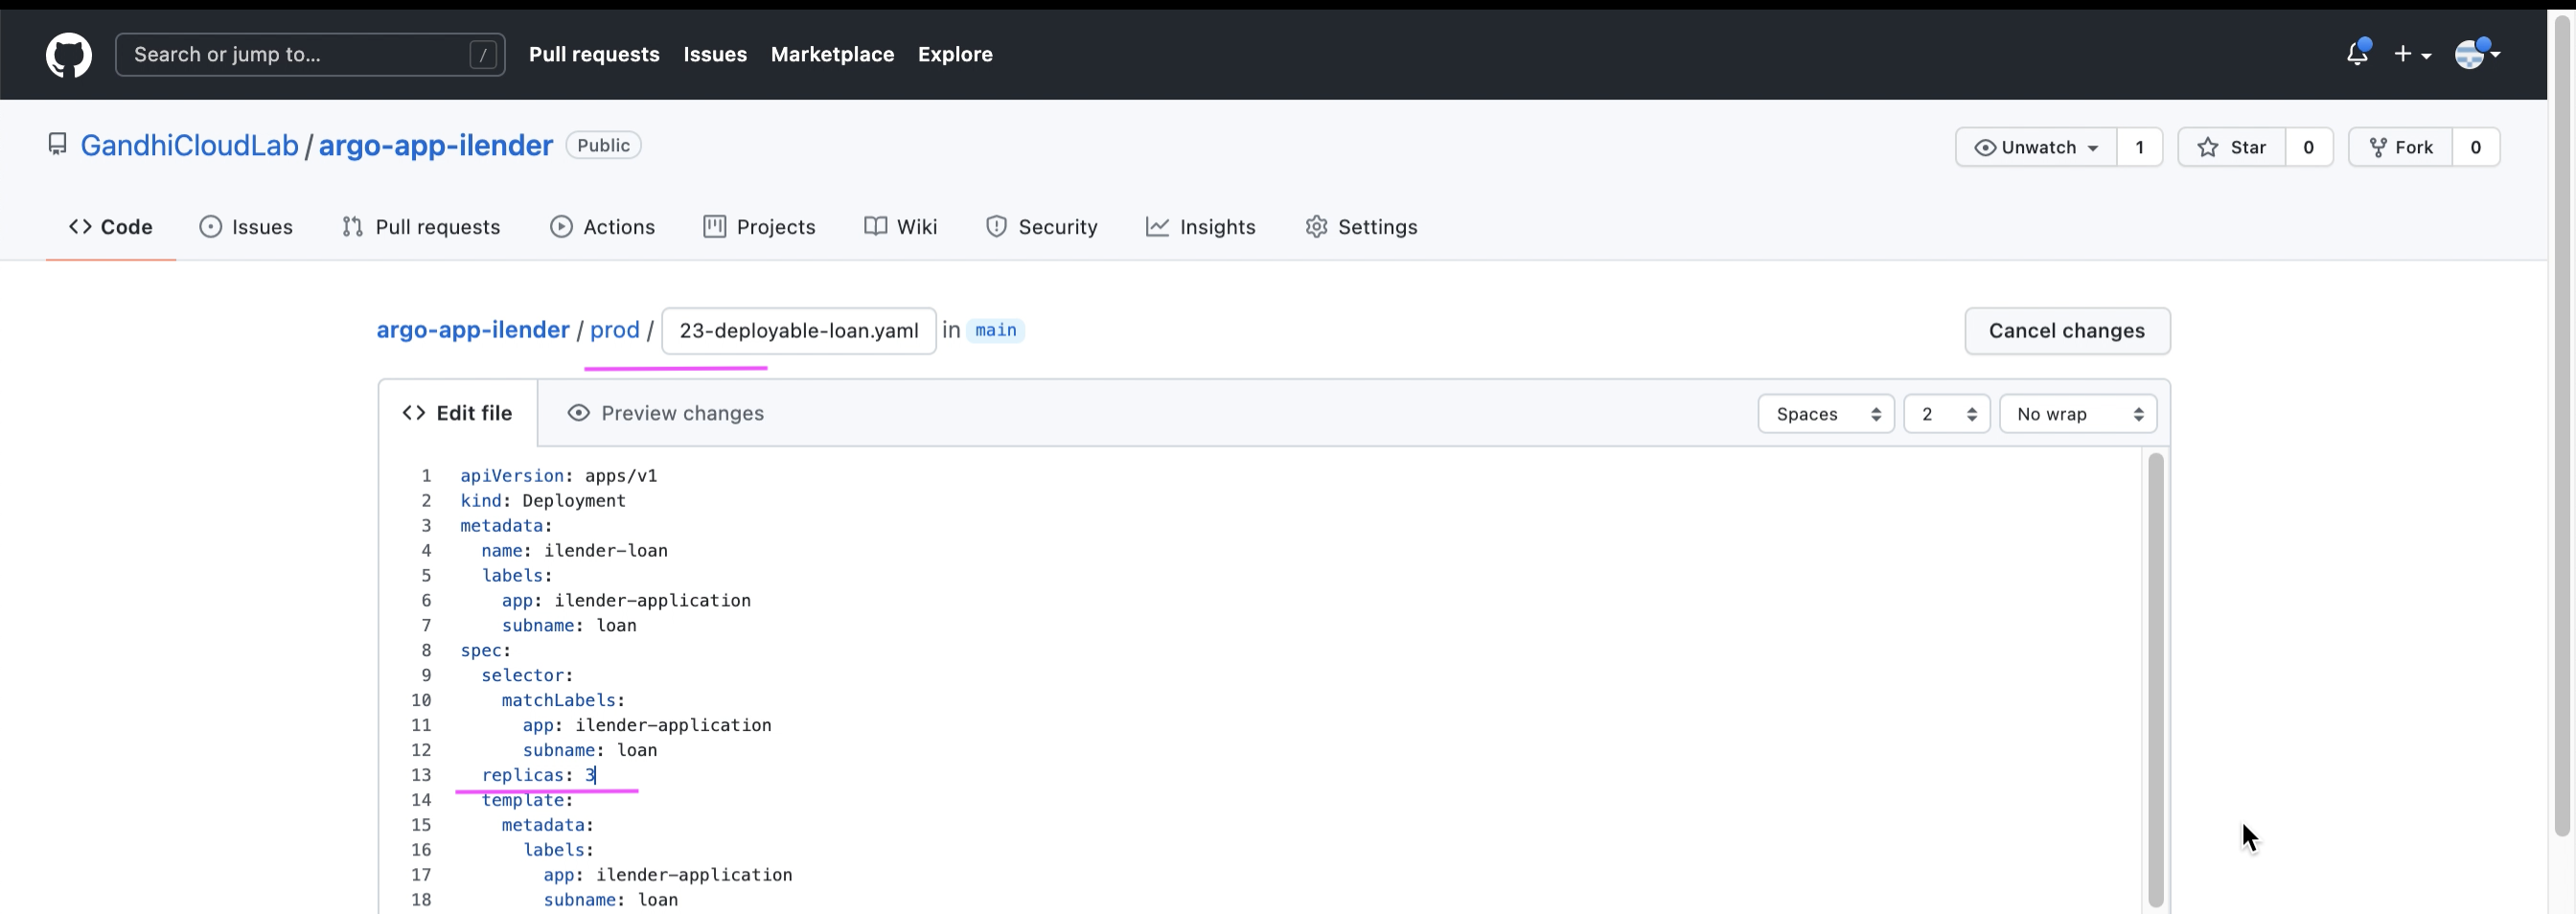 Search or jump to... / Pull requests Issues Marketplace Explore
GandhiCloudLab / argo-app-ilender Public Unwatch 1 Star 0 Fork 0
Code Issues Pull requests Actions Projects Wiki Security Insights Settings
argo-app-ilender / prod / 23-deployable-loan.yaml in main Cancel changes
<> Edit file Preview changes Spaces 2 No wrap
1 apiVersion: apps/v1
2 kind: Deployment
3 metadata:
4 name: ilender-loan
5 labels:
6 app: ilender-application
7 subname: loan
8 spec:
9 selector:
10 matchLabels:
11 app: ilender-application
12 subname: loan
13 replicas: 3
14 template:
15 metadata:
16 labels:
17 app: ilender-application
18 subname: loan